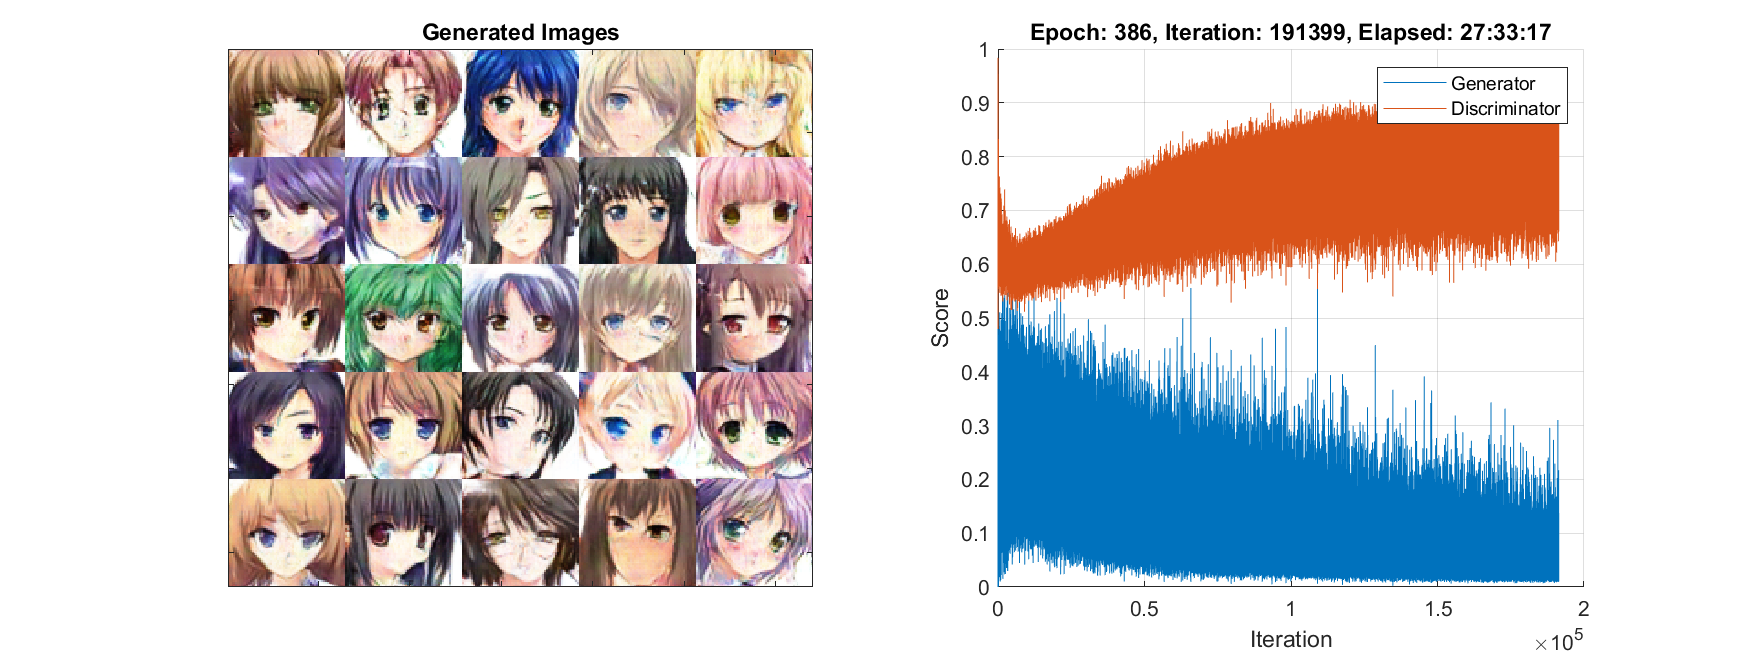 Generated Images
Epoch: 386, Iteration: 191399, Elapsed: 27:33:17
Generator
Discriminator
Score
1
0.9
0.8
0.7
0.6
0.5
0.4
0.3
0.2
0.1
0
0
0.5
1
1.5
2
Iteration
×10⁵